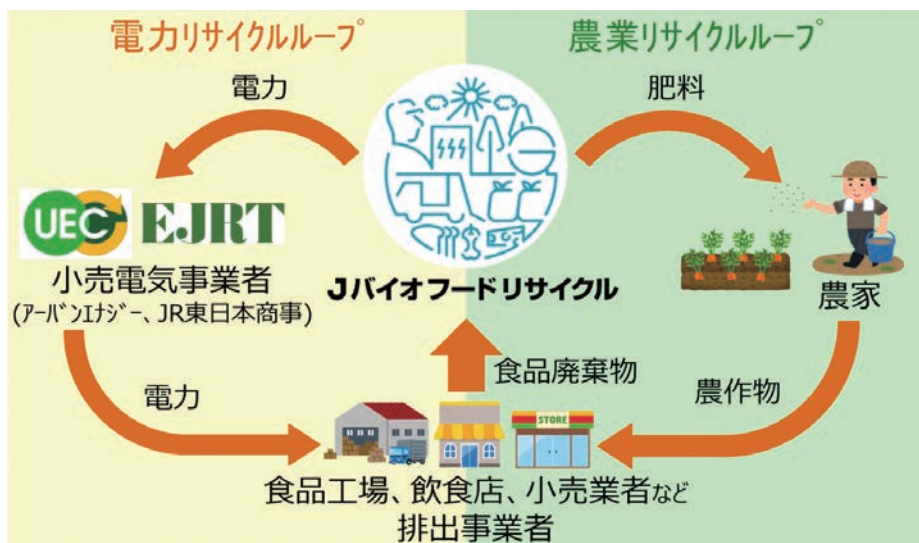 電力リサイクルループ
農業リサイクルループ
電力
肥料
UEC EJRT
小売電気事業者
(アーバンエナジー、JR東日本商事)
Jバイオフードリサイクル
農家
食品廃棄物
電力
農作物
STORE
食品工場、飲食店、小売業者など
排出事業者